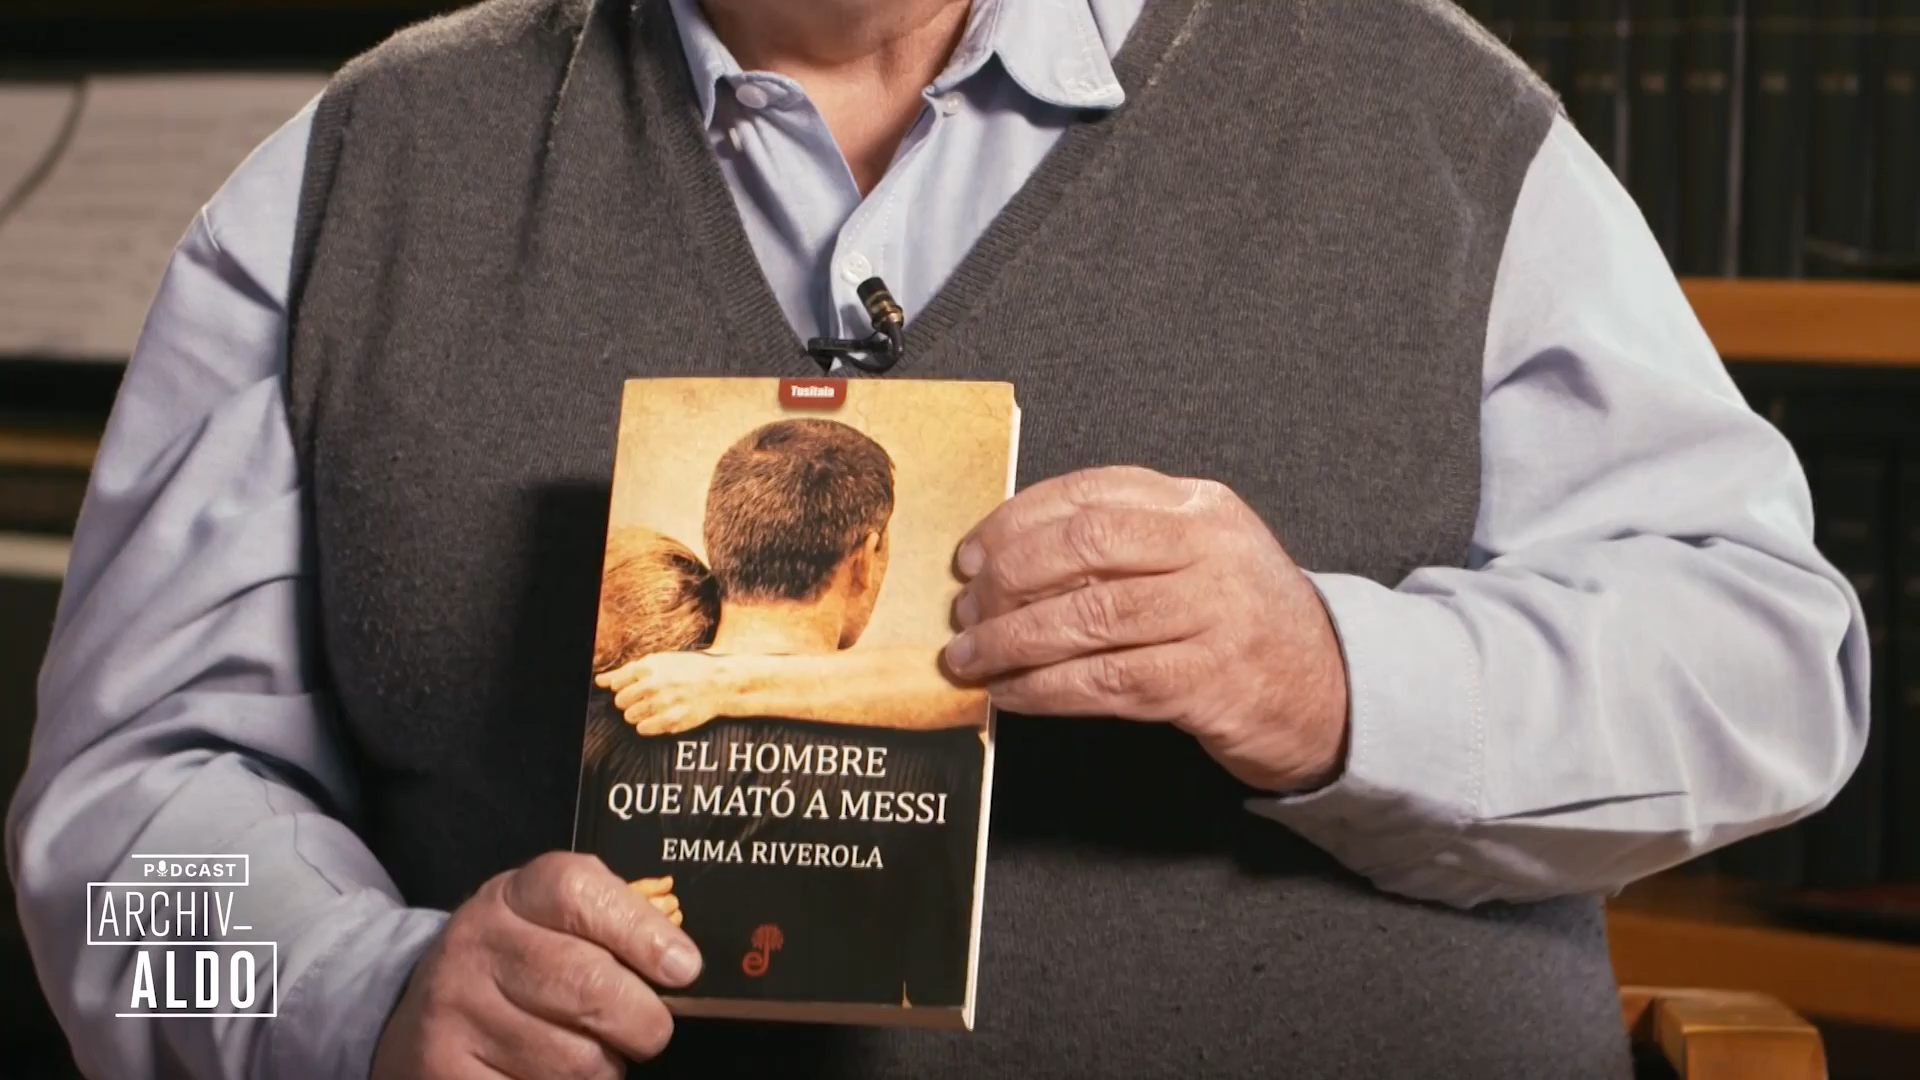 Tusitala
EL HOMBRE
QUE MATÓ A MESSI
EMMA RIVEROLA
PODCAST
ARCHIV_
ALDO